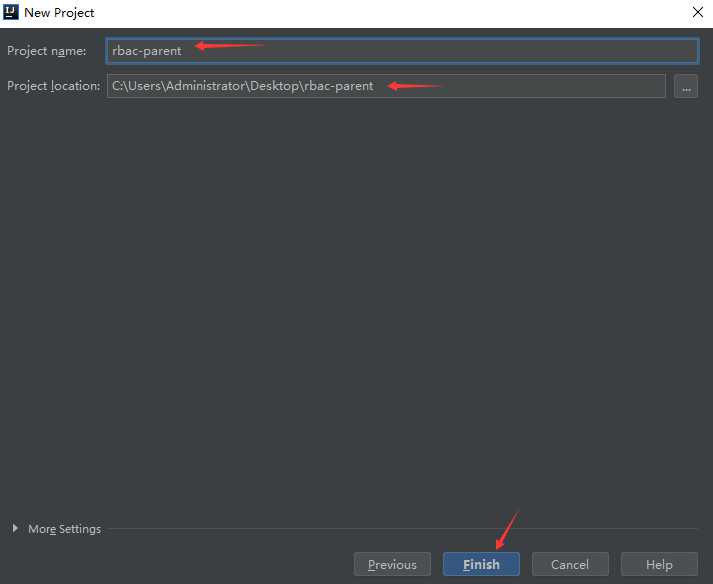 IJ New Project
Project name: rbac-parent
Project location: C:\Users\Administrator\Desktop\rbac-parent ...
More Settings
Previous Finish Cancel Help